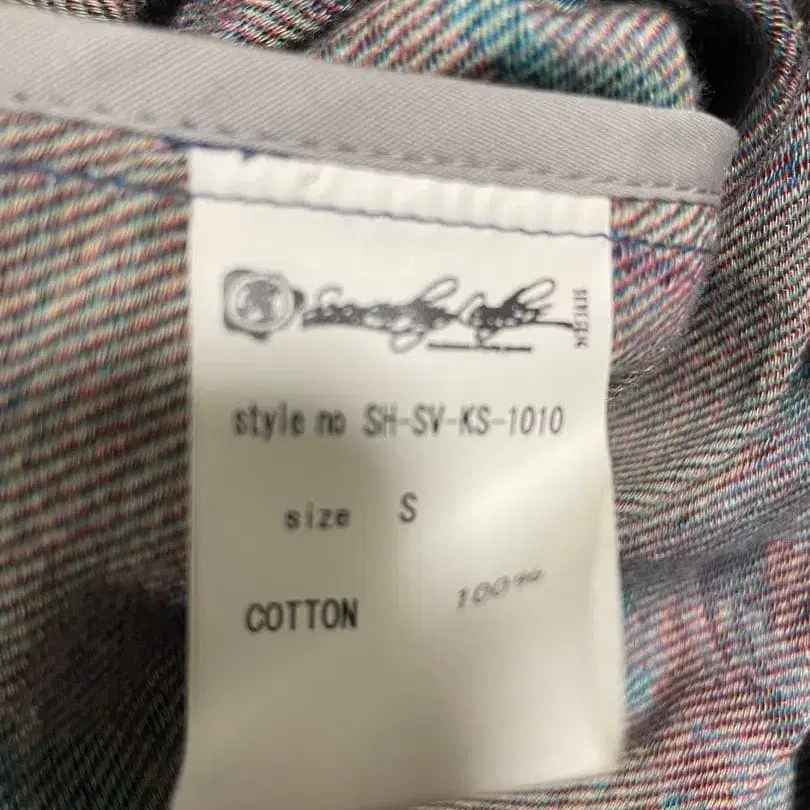 style no SH-SV-KS-1010
size S
COTTON 100%